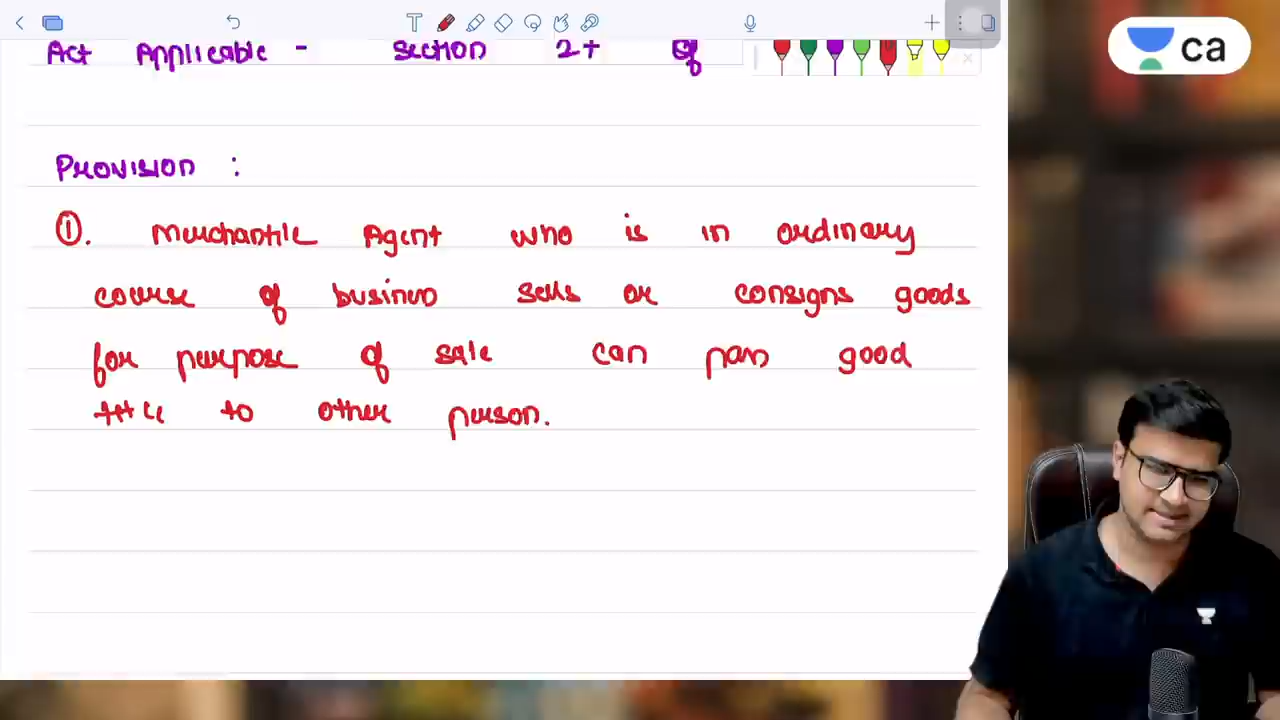 Act Applicable - Section 27 of
ca
Provision :
①. Merchantile Agent who is in ordinary
course of business sells or consigns goods
for purpose of sale can pass good
title to other person.